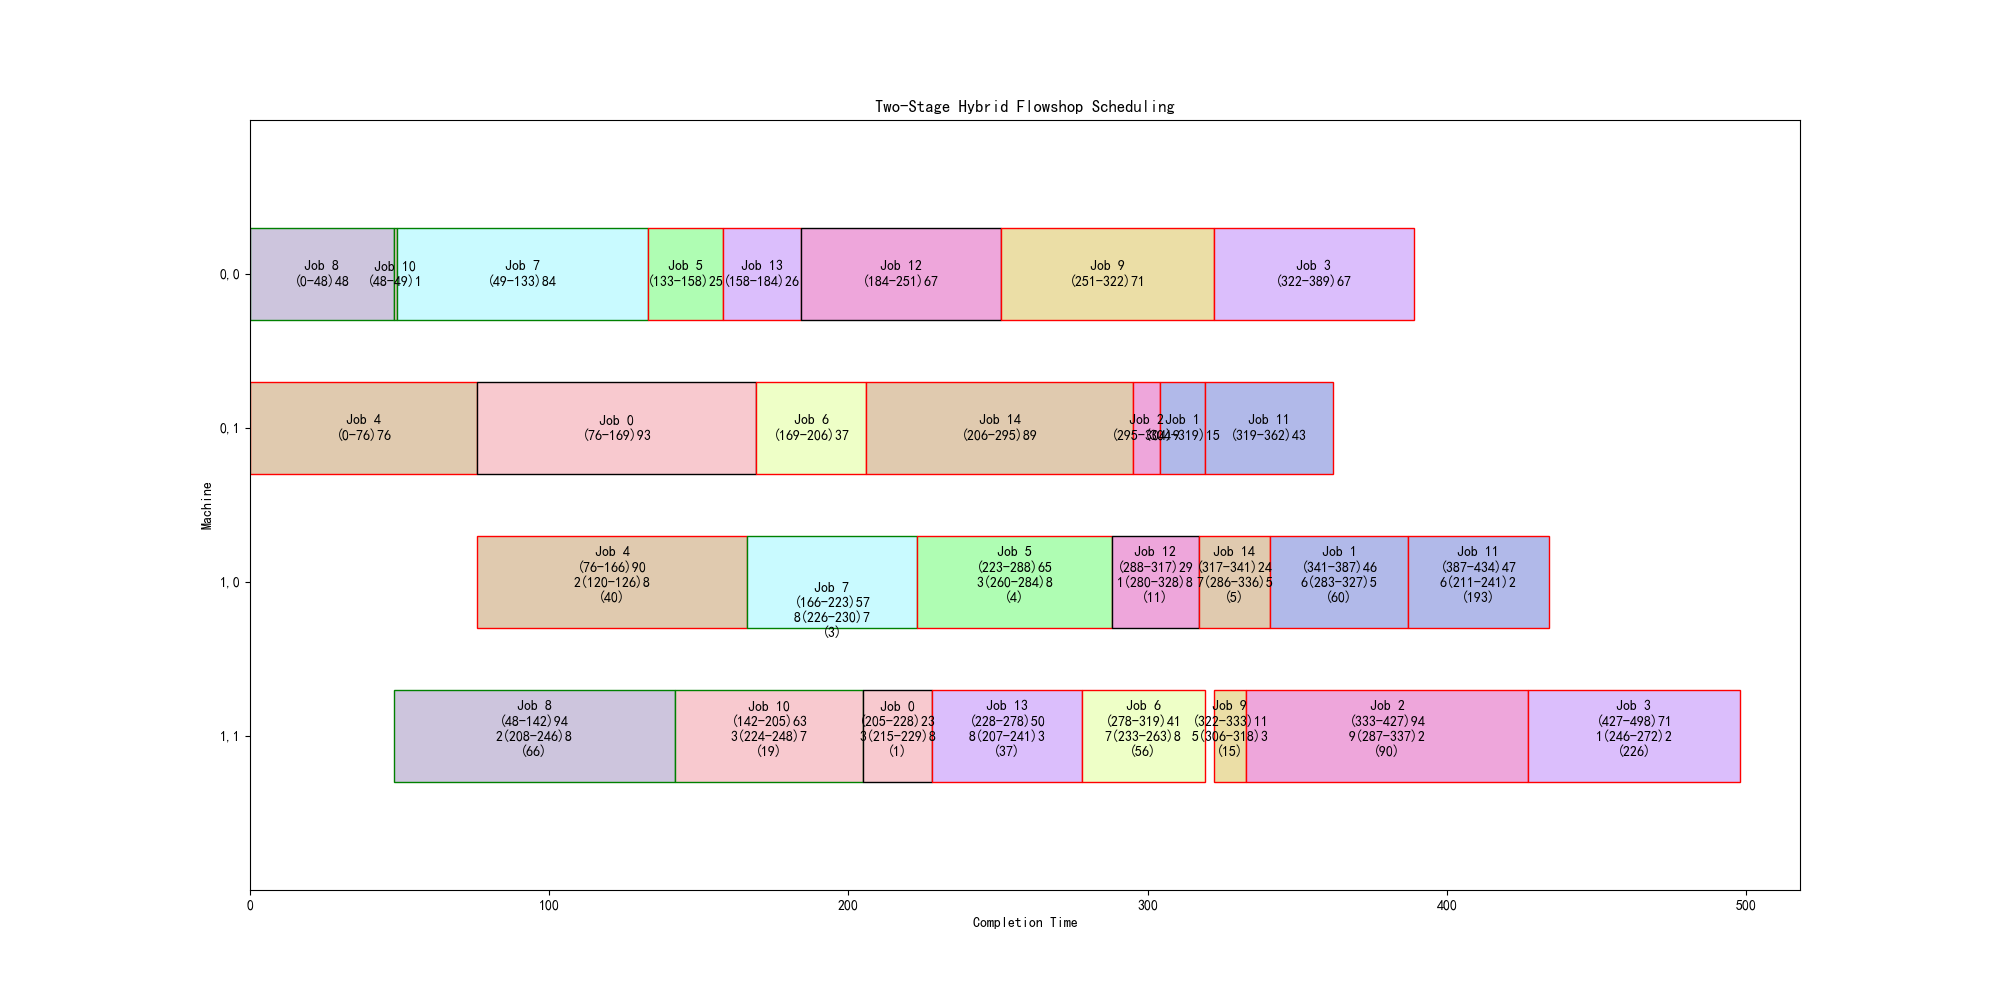 Two-Stage Hybrid Flowshop Scheduling
Machine
0,0
Job 8
(0-48)48
Job 10
(48-49)1
Job 7
(49-133)84
Job 5
(133-158)25
Job 13
(158-184)26
Job 12
(184-251)67
Job 9
(251-322)71
Job 3
(322-389)67
0,1
Job 4
(0-76)76
Job 0
(76-169)93
Job 6
(169-206)37
Job 14
(206-295)89
Job 2
(295-304)9
Job 1
(304-319)15
Job 11
(319-362)43
1,0
Job 4
(76-166)90
2(120-126)8
(40)
Job 7
(166-223)57
8(226-230)7
(3)
Job 5
(223-288)65
3(260-284)8
(4)
Job 12
(288-317)29
1(280-328)8
(11)
Job 14
(317-341)24
7(286-336)5
(5)
Job 1
(341-387)46
6(283-327)5
(60)
Job 11
(387-434)47
6(211-241)2
(193)
1,1
Job 8
(48-142)94
2(208-246)8
(66)
Job 10
(142-205)63
3(224-248)7
(19)
Job 0
(205-228)23
3(215-229)8
(1)
Job 13
(228-278)50
8(207-241)3
(37)
Job 6
(278-319)41
7(233-263)8
(56)
Job 9
(322-333)11
5(306-318)3
(15)
Job 2
(333-427)94
9(287-337)2
(90)
Job 3
(427-498)71
1(246-272)2
(226)
0
100
200
300
400
500
Completion Time